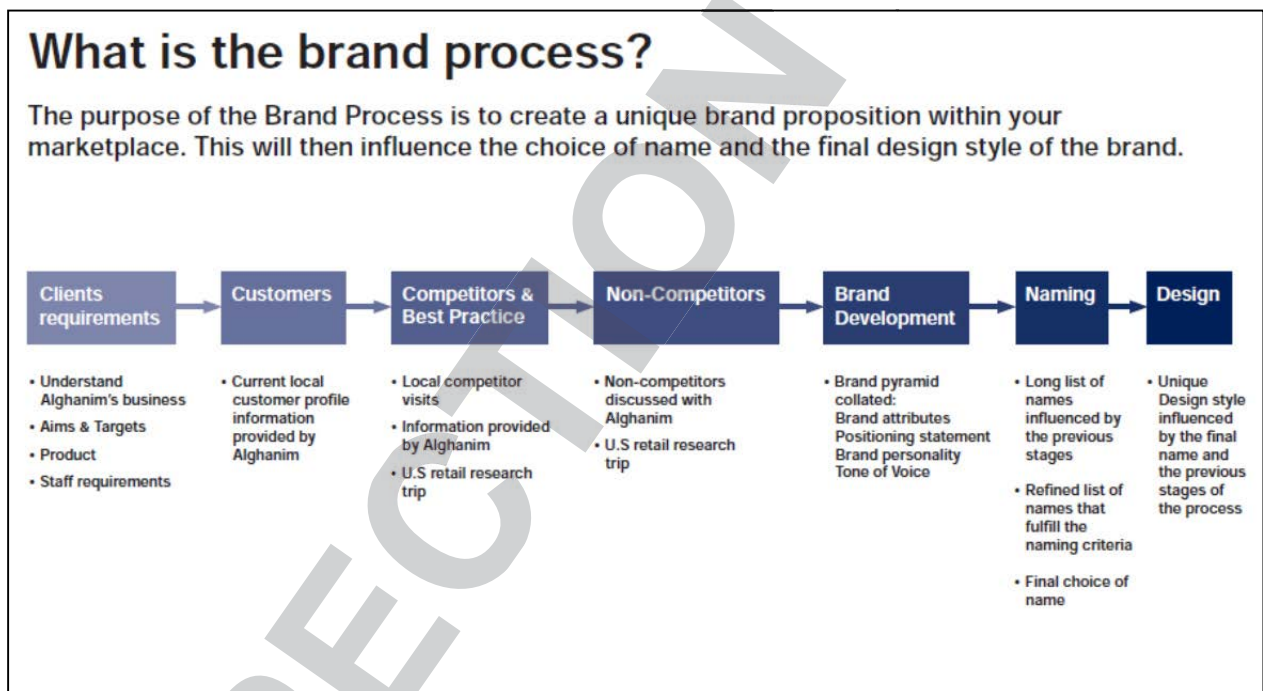 What is the brand process?
The purpose of the Brand Process is to create a unique brand proposition within your
marketplace. This will then influence the choice of name and the final design style of the brand.
Clients
requirements
• Understand
Alghanim's business
• Aims & Targets
• Product
• Staff requirements
Customers
• Current local
customer profile
information
provided by
Alghanim
Competitors &
Best Practice
• Local competitor
visits
• Information provided
by Alghanim
• U.S retail research
trip
Non-Competitors
• Non-competitors
discussed with
Alghanim
• U.S retail research
trip
Brand
Development
• Brand pyramid
collated:
Brand attributes
Positioning statement
Brand personality
Tone of Voice
Naming
• Long list of
names
influenced by
the previous
stages
• Refined list of
names that
fulfill the
naming criteria
• Final choice of
name
Design
• Unique
Design style
influenced
by the final
name and
the previous
stages of
the process
ECTION